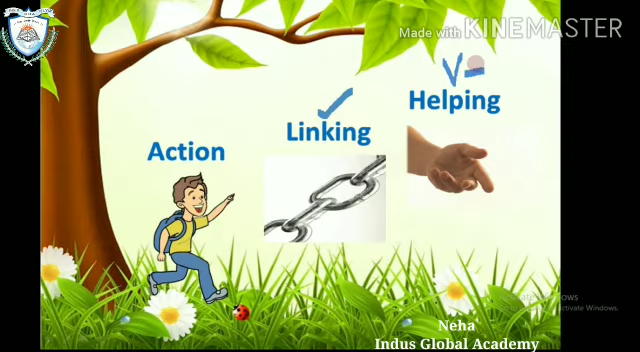 Made with KINEMASTER
Helping
Linking
Action
Neha
Indus Global Academy